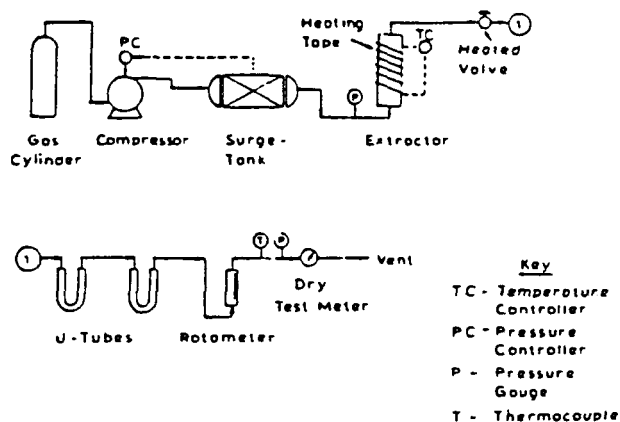 Heating
Tape
PC
TC
1
Heated
Valve
P
Gas
Cylinder
Compressor
Surge-
Tank
Extractor
1
T
P
Vent
Dry
Test Meter
U-Tubes
Rotometer
Key
TC - Temperature
Controller
PC - Pressure
Controller
P - Pressure
Gauge
T - Thermocouple